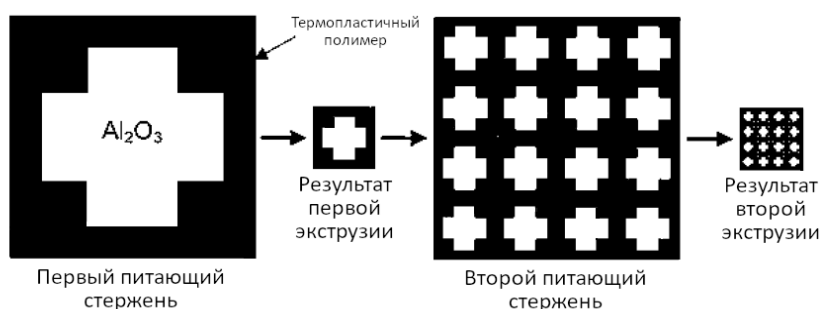 Термопластичный
полимер
Al₂O₃
Результат
первой
экструзии
Результат
второй
экструзии
Первый питающий
стержень
Второй питающий
стержень